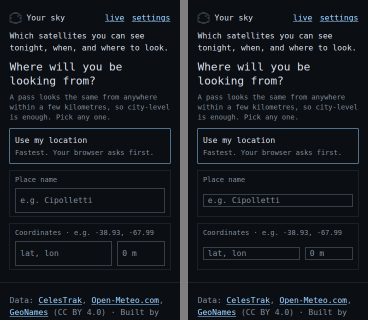 Your sky live settings
Which satellites you can see
tonight, when, and where to look.
Where will you be
looking from?
A pass looks the same from anywhere
within a few kilometres, so city-level
is enough. Pick any one.
Use my location
Fastest. Your browser asks first.
Place name
e.g. Cipolletti
Coordinates · e.g. -38.93, -67.99
lat, lon 0 m
Data: CelesTrak, Open-Meteo.com,
GeoNames (CC BY 4.0) · Built by
Your sky live settings
Which satellites you can see
tonight, when, and where to look.
Where will you be
looking from?
A pass looks the same from anywhere
within a few kilometres, so city-level
is enough. Pick any one.
Use my location
Fastest. Your browser asks first.
Place name
e.g. Cipolletti
Coordinates · e.g. -38.93, -67.99
lat, lon 0 m
Data: CelesTrak, Open-Meteo.com,
GeoNames (CC BY 4.0) · Built by